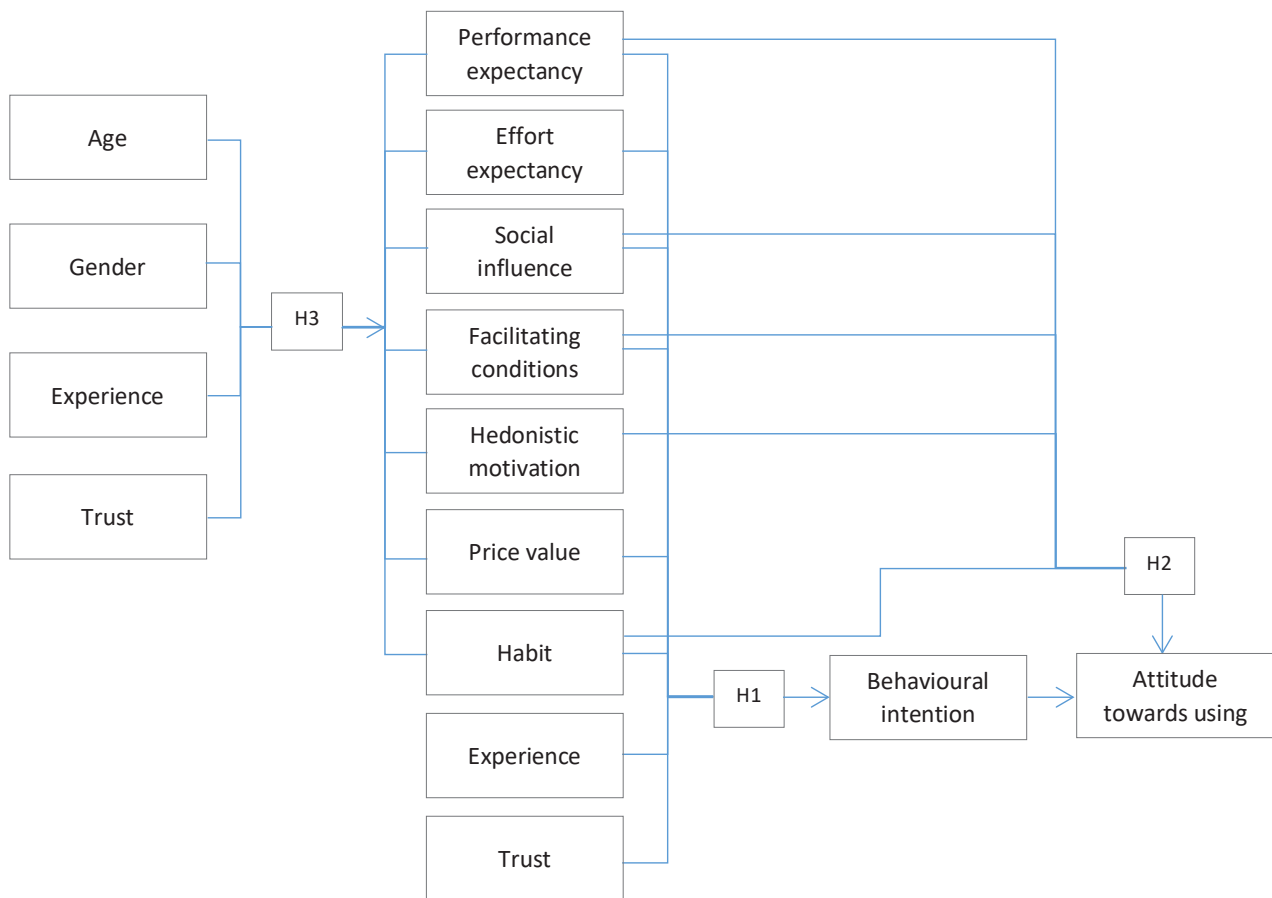 Age
Gender
Experience
Trust
H3
Performance
expectancy
Effort
expectancy
Social
influence
Facilitating
conditions
Hedonistic
motivation
Price value
Habit
Experience
Trust
H1
Behavioural
intention
H2
Attitude
towards using